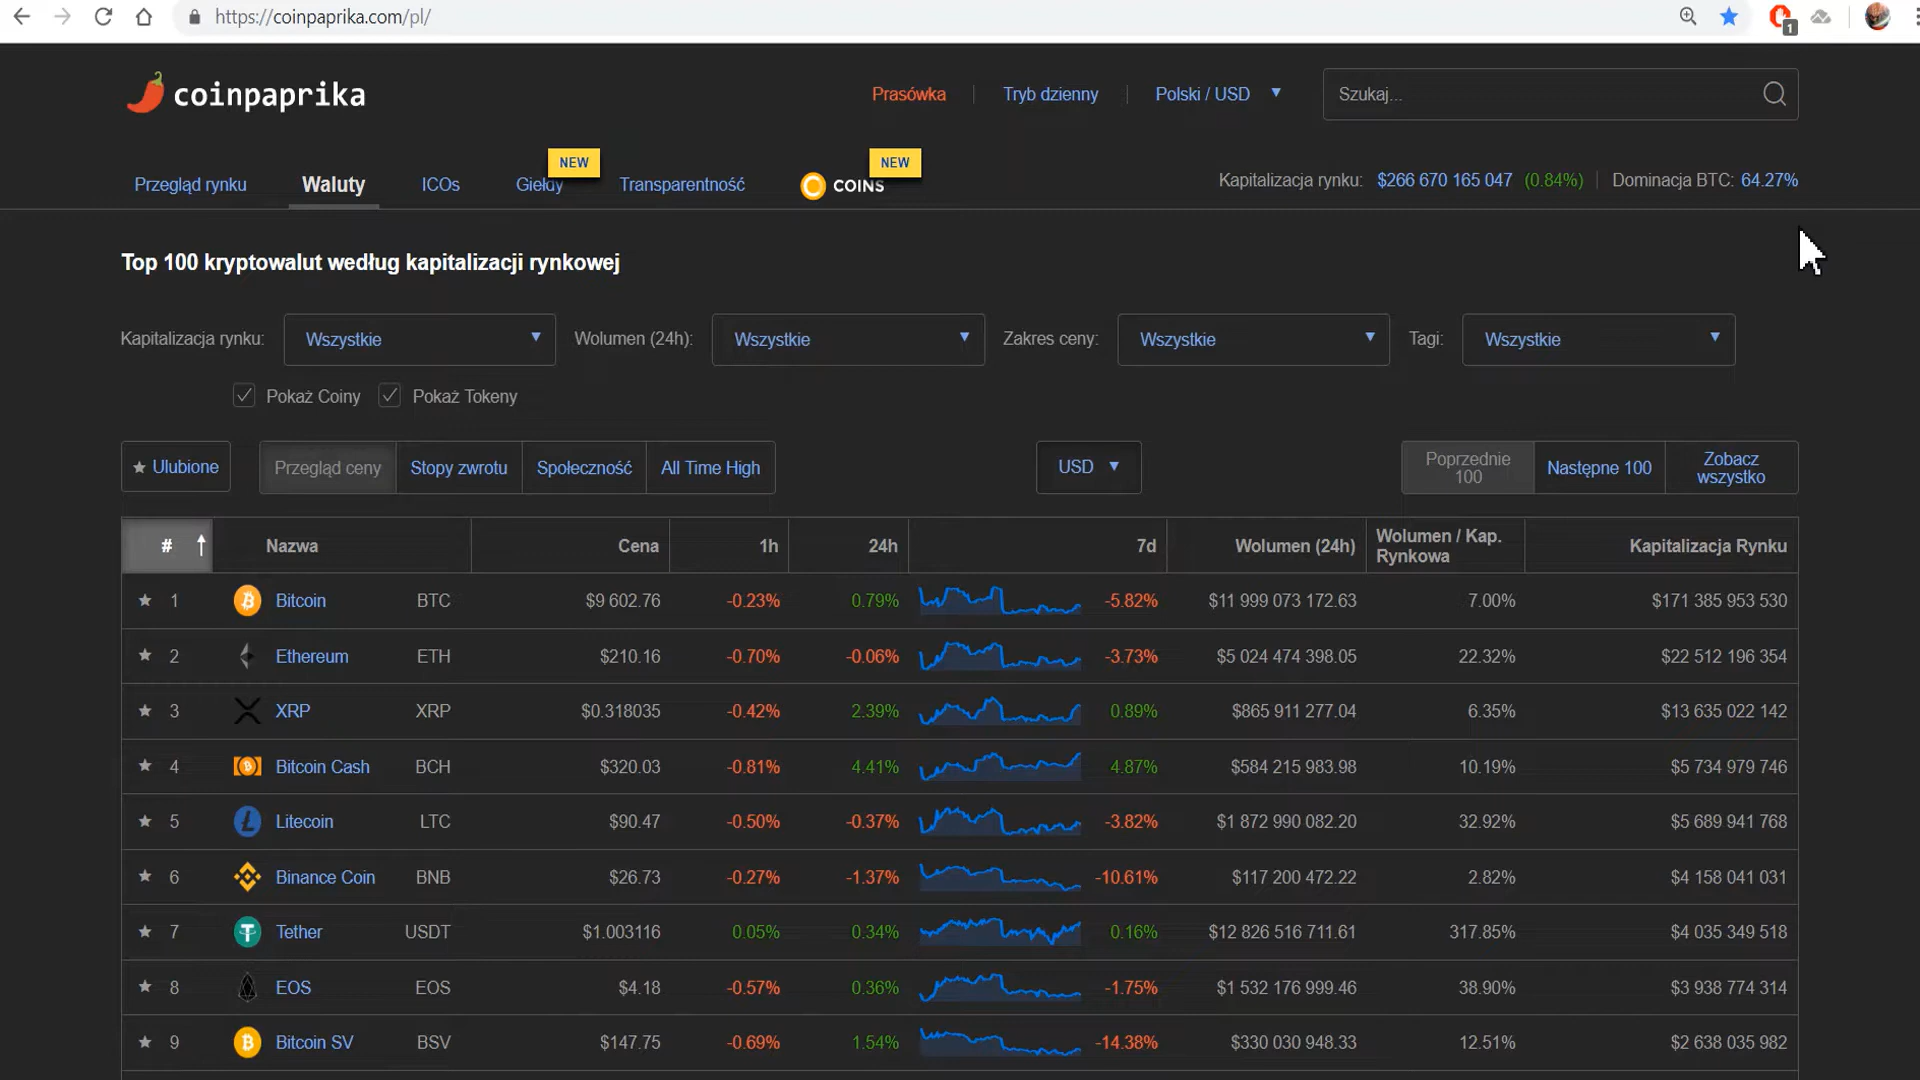 https://coinpaprika.com/pl/
1
coinpaprika
Prasówka
Tryb dzienny
Polski / USD
Szukaj...
Przegląd rynku
Waluty
ICOs
Giełdy
NEW
Transparentność
COINS
NEW
Kapitalizacja rynku: $266 670 165 047 (0.84%)
Dominacja BTC: 64.27%
Top 100 kryptowalut według kapitalizacji rynkowej
Kapitalizacja rynku: Wszystkie
Wolumen (24h): Wszystkie
Zakres ceny: Wszystkie
Tagi: Wszystkie
Pokaż Coiny
Pokaż Tokeny
Ulubione
Przegląd ceny
Stopy zwrotu
Społeczność
All Time High
USD
Poprzednie
100
Następne 100
Zobacz
wszystko
# Nazwa Cena 1h 24h 7d Wolumen (24h) Wolumen / Kap. Rynkowa Kapitalizacja Rynku
1 Bitcoin BTC $9 602.76 -0.23% 0.79% -5.82% $11 999 073 172.63 7.00% $171 385 953 530
2 Ethereum ETH $210.16 -0.70% -0.06% -3.73% $5 024 474 398.05 22.32% $22 512 196 354
3 XRP XRP $0.318035 -0.42% 2.39% 0.89% $865 911 277.04 6.35% $13 635 022 142
4 Bitcoin Cash BCH $320.03 -0.81% 4.41% 4.87% $584 215 983.98 10.19% $5 734 979 746
5 Litecoin LTC $90.47 -0.50% -0.37% -3.82% $1 872 990 082.20 32.92% $5 689 941 768
6 Binance Coin BNB $26.73 -0.27% -1.37% -10.61% $117 200 472.22 2.82% $4 158 041 031
7 Tether USDT $1.003116 0.05% 0.34% 0.16% $12 826 516 711.61 317.85% $4 035 349 518
8 EOS EOS $4.18 -0.57% 0.36% -1.75% $1 532 176 999.46 38.90% $3 938 774 314
9 Bitcoin SV BSV $147.75 -0.69% 1.54% -14.38% $330 030 948.33 12.51% $2 638 035 982